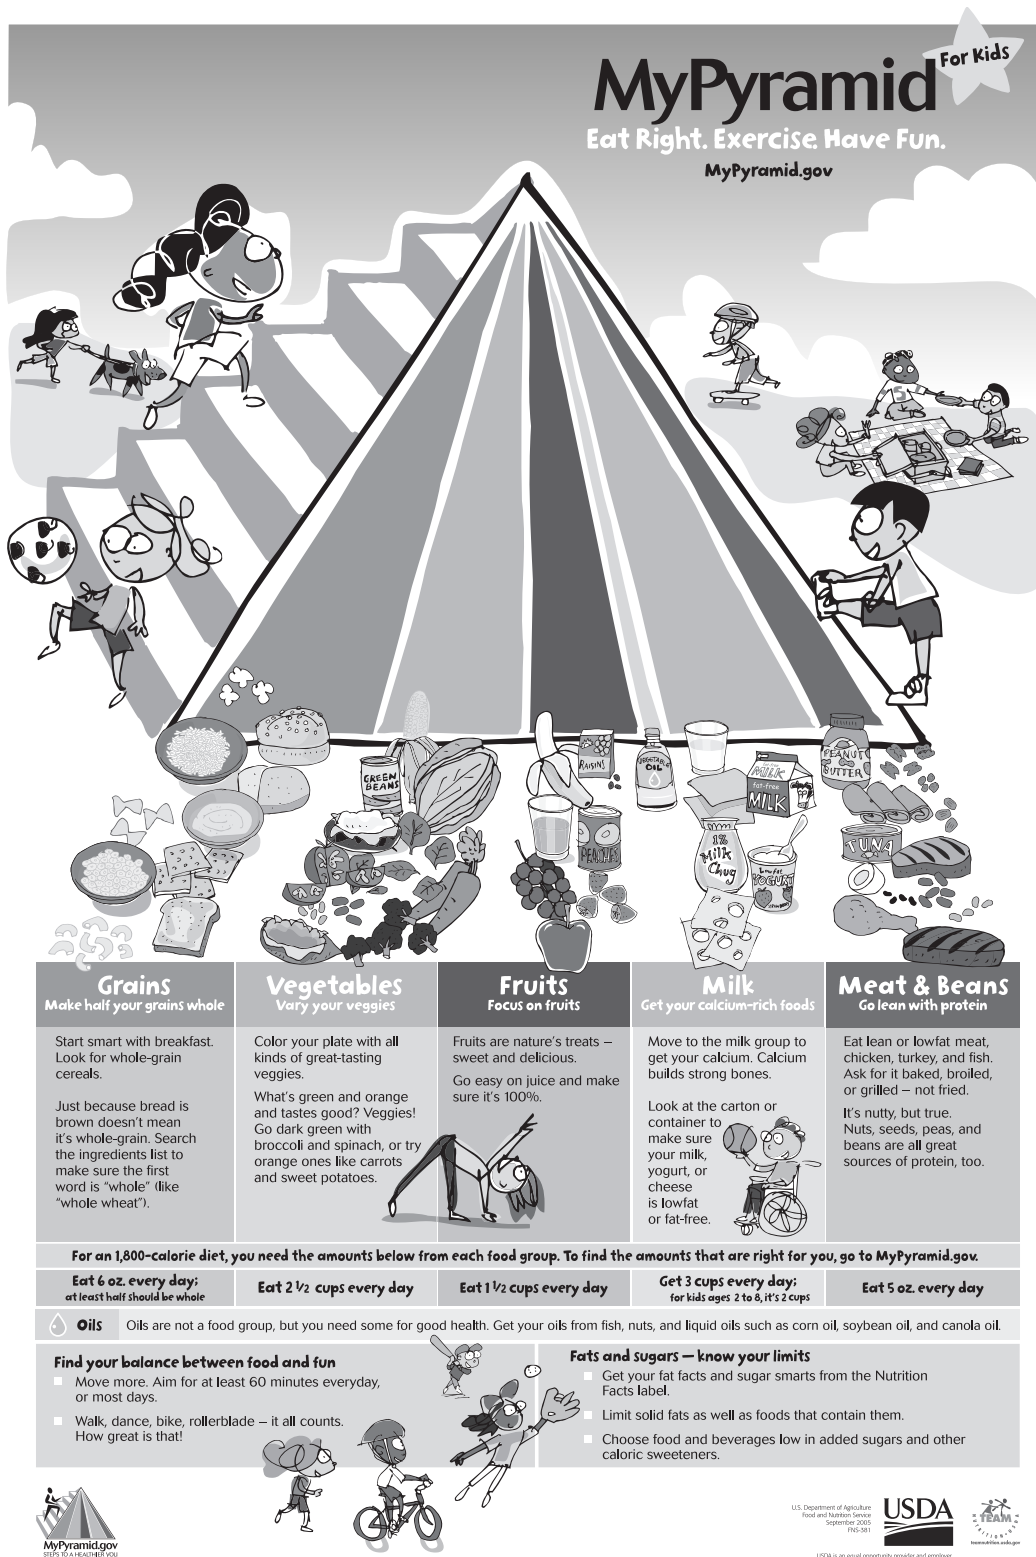 For Kids
MyPyramid
Eat Right. Exercise. Have Fun.
MyPyramid.gov
GREEN
BEANS
RAISINS
VEGETABLE
OIL
MILK
fat-free
MILK
PEANUT
BUTTER
PEACHES
1%
Milk
Chug
Lowfat
YOGURT
TUNA
Grains
Make half your grains whole
Start smart with breakfast.
Look for whole-grain
cereals.
Just because bread is
brown doesn't mean
it's whole-grain. Search
the ingredients list to
make sure the first
word is "whole" (like
"whole wheat").
Vegetables
Vary your veggies
Color your plate with all
kinds of great-tasting
veggies.
What's green and orange
and tastes good? Veggies!
Go dark green with
broccoli and spinach, or try
orange ones like carrots
and sweet potatoes.
Fruits
Focus on fruits
Fruits are nature's treats –
sweet and delicious.
Go easy on juice and make
sure it's 100%.
Milk
Get your calcium-rich foods
Move to the milk group to
get your calcium. Calcium
builds strong bones.
Look at the carton or
container to
make sure
your milk,
yogurt, or
cheese
is lowfat
or fat-free.
Meat & Beans
Go lean with protein
Eat lean or lowfat meat,
chicken, turkey, and fish.
Ask for it baked, broiled,
or grilled – not fried.
It's nutty, but true.
Nuts, seeds, peas, and
beans are all great
sources of protein, too.
For an 1,800-calorie diet, you need the amounts below from each food group. To find the amounts that are right for you, go to MyPyramid.gov.
Eat 6 oz. every day;
at least half should be whole
Eat 2 1/2 cups every day
Eat 1 1/2 cups every day
Get 3 cups every day;
for kids ages 2 to 8, it's 2 cups
Eat 5 oz. every day
Oils
Oils are not a food group, but you need some for good health. Get your oils from fish, nuts, and liquid oils such as corn oil, soybean oil, and canola oil.
Find your balance between food and fun
Move more. Aim for at least 60 minutes everyday,
or most days.
Walk, dance, bike, rollerblade – it all counts.
How great is that!
Fats and sugars – know your limits
Get your fat facts and sugar smarts from the Nutrition
Facts label.
Limit solid fats as well as foods that contain them.
Choose food and beverages low in added sugars and other
caloric sweeteners.
MyPyramid.gov
STEPS TO A HEALTHIER YOU
U.S. Department of Agriculture
Food and Nutrition Service
September 2005
FNS-381
USDA
TEAM
NUTRITION
teamnutrition.usda.gov
USDA is an equal opportunity provider and employer